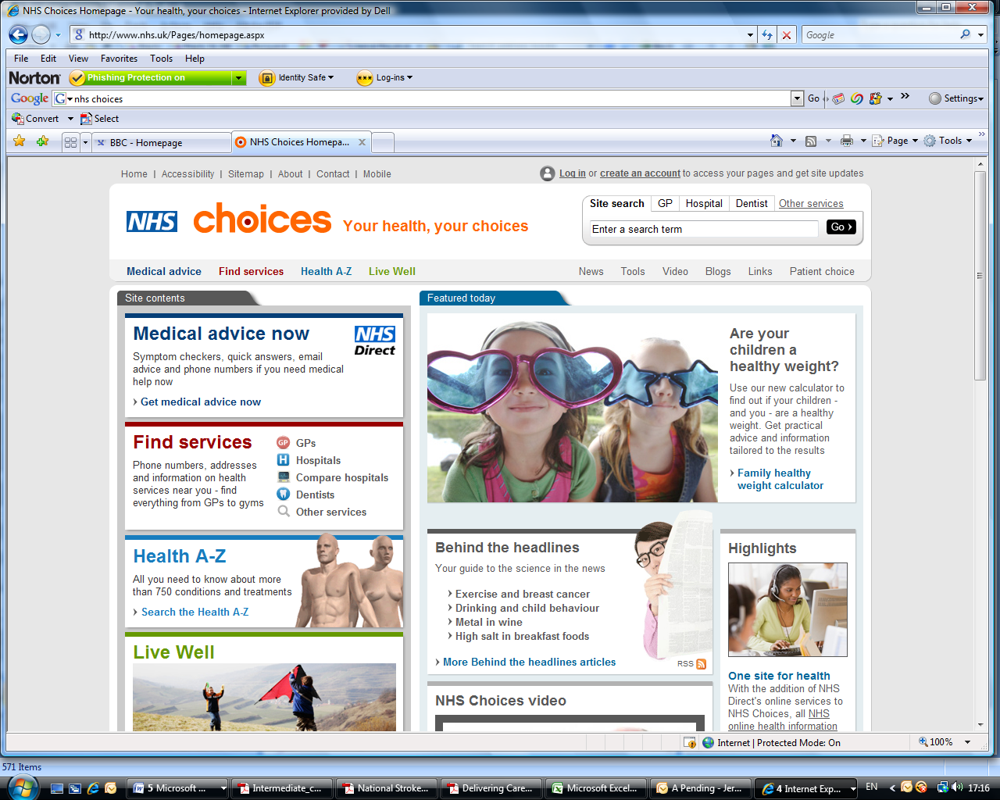 NHS Choices Homepage - Your health, your choices - Internet Explorer provided by Dell
http://www.nhs.uk/Pages/homepage.aspx
Google
File Edit View Favorites Tools Help
Norton Phishing Protection on Identity Safe Log-ins
Google G nhs choices Go Settings
Convert Select
BBC - Homepage NHS Choices Homepa... Page Tools
Home | Accessibility | Sitemap | About | Contact | Mobile
Log in or create an account to access your pages and get site updates
NHS choices Your health, your choices
Site search GP Hospital Dentist Other services
Enter a search term Go
Medical advice Find services Health A-Z Live Well
News Tools Video Blogs Links Patient choice
Site contents
Medical advice now
NHS
Direct
Symptom checkers, quick answers, email
advice and phone numbers if you need medical
help now
Get medical advice now
Find services
Phone numbers, addresses
and information on health
services near you - find
everything from GPs to gyms
GP GPs
H Hospitals
Compare hospitals
Dentists
Other services
Health A-Z
All you need to know about more
than 750 conditions and treatments
Search the Health A-Z
Live Well
Featured today
Are your
children a
healthy weight?
Use our new calculator to
find out if your children -
and you - are a healthy
weight. Get practical
advice and information
tailored to the results
Family healthy
weight calculator
Behind the headlines
Your guide to the science in the news
Exercise and breast cancer
Drinking and child behaviour
Metal in wine
High salt in breakfast foods
More Behind the headlines articles
RSS
NHS Choices video
Highlights
One site for health
With the addition of NHS
Direct's online services to
NHS Choices, all NHS
online health information
Internet | Protected Mode: On
100%
571 Items
5 Microsoft ... Intermediate_c... National Stroke... Delivering Care... Microsoft Excel... A Pending - Jer... 4 Internet Exp... EN 17:16